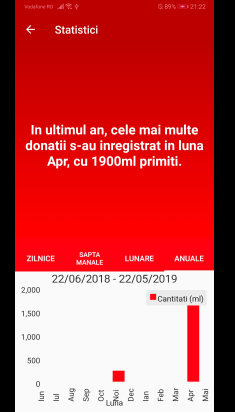 Vodafone RO 89% 21:22
Statistici
In ultimul an, cele mai multe
donatii s-au inregistrat in luna
Apr, cu 1900ml primiti.
ZILNICE SAPTA
MANALE LUNARE ANUALE
22/06/2018 - 22/05/2019
Cantitati (ml)
2,000
1,500
1,000
500
0
Iun Iul Aug Sep Oct Noi Dec Ian Feb Mar Apr Mai
Luna